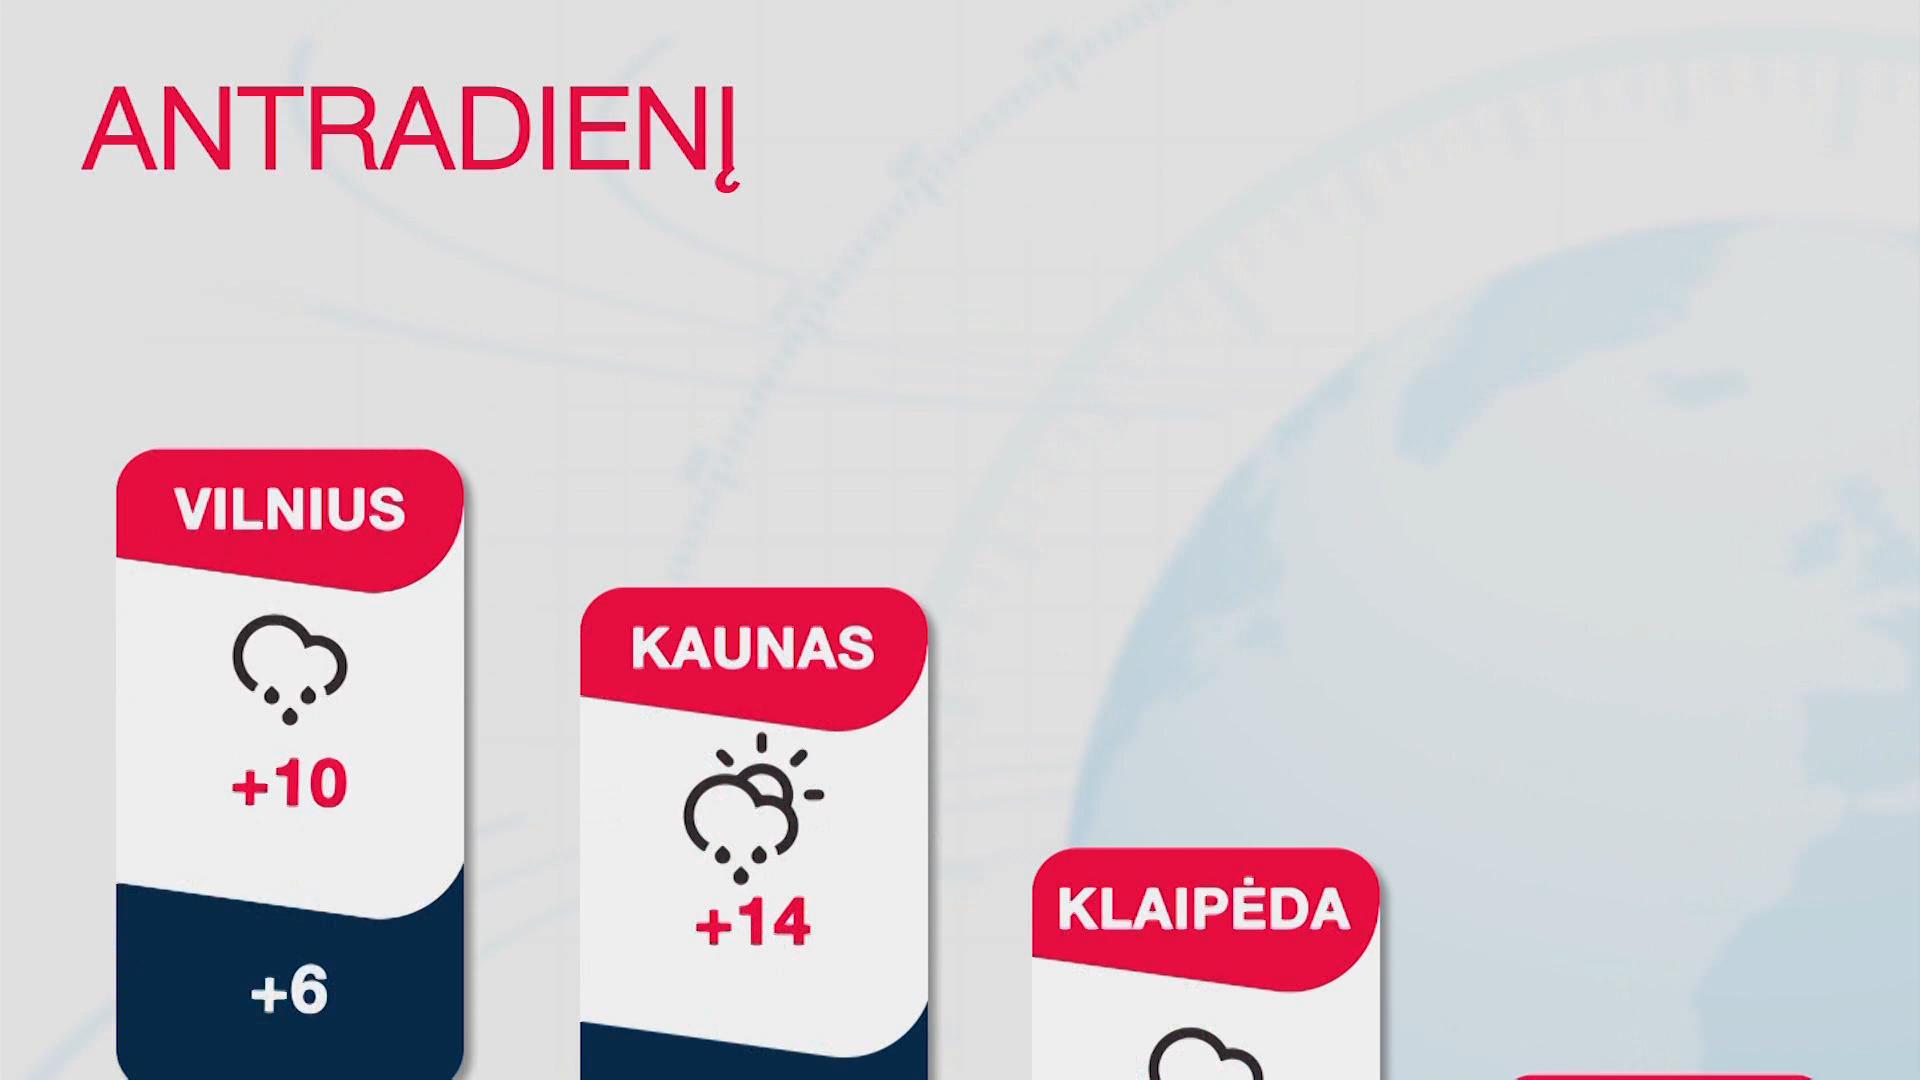 ANTRADIENĮ
VILNIUS
+10
+6
KAUNAS
+14
KLAIPĖDA